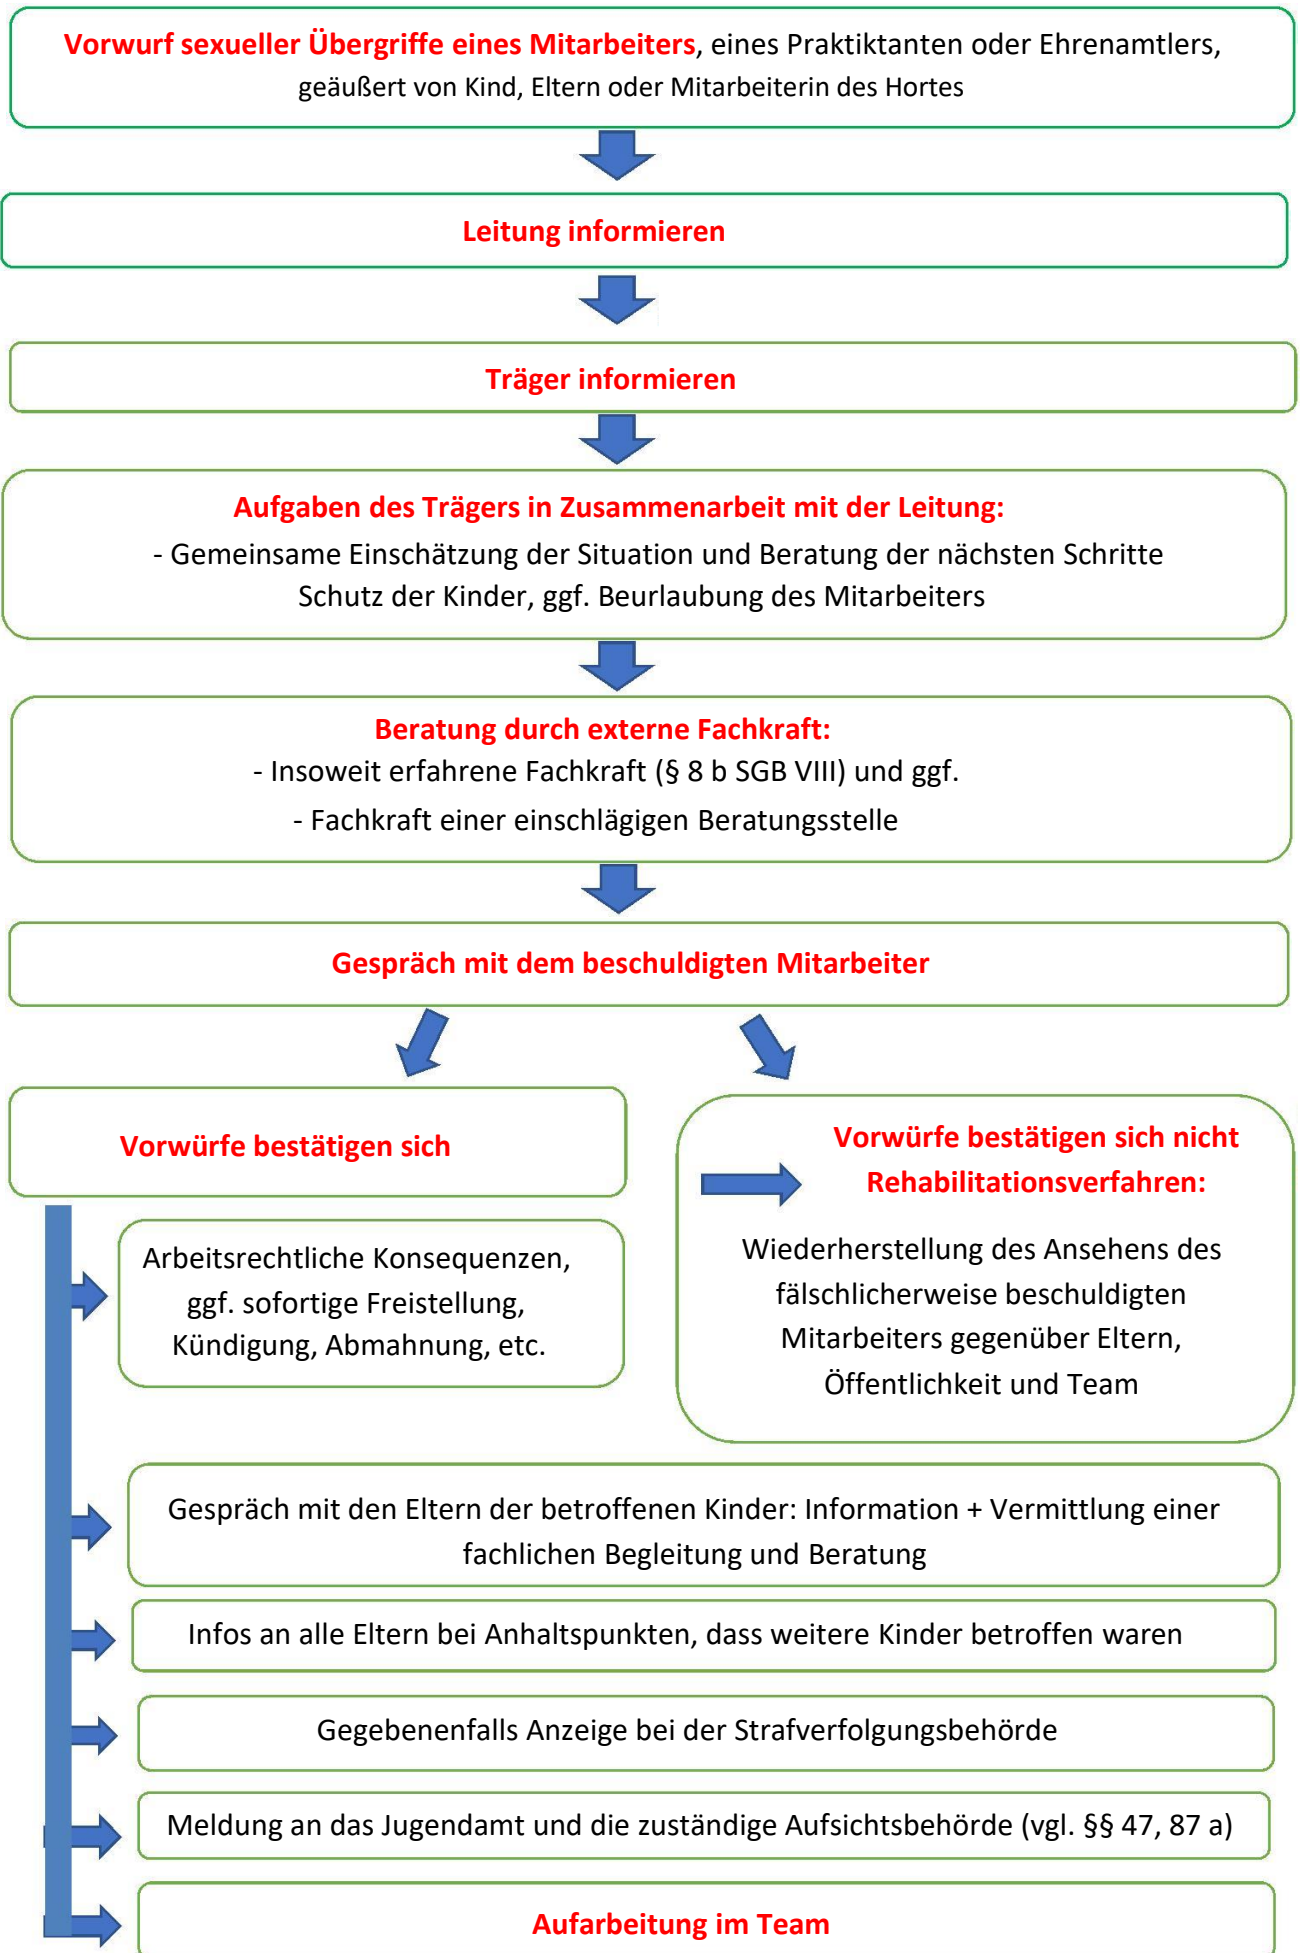 Vorwurf sexueller Übergriffe eines Mitarbeiters, eines Praktiktanten oder Ehrenamtlers,
geäußert von Kind, Eltern oder Mitarbeiterin des Hortes
Leitung informieren
Träger informieren
Aufgaben des Trägers in Zusammenarbeit mit der Leitung:
- Gemeinsame Einschätzung der Situation und Beratung der nächsten Schritte
Schutz der Kinder, ggf. Beurlaubung des Mitarbeiters
Beratung durch externe Fachkraft:
- Insoweit erfahrene Fachkraft (§ 8 b SGB VIII) und ggf.
- Fachkraft einer einschlägigen Beratungsstelle
Gespräch mit dem beschuldigten Mitarbeiter
Vorwürfe bestätigen sich
Arbeitsrechtliche Konsequenzen,
ggf. sofortige Freistellung,
Kündigung, Abmahnung, etc.
Vorwürfe bestätigen sich nicht
Rehabilitationsverfahren:
Wiederherstellung des Ansehens des
fälschlicherweise beschuldigten
Mitarbeiters gegenüber Eltern,
Öffentlichkeit und Team
Gespräch mit den Eltern der betroffenen Kinder: Information + Vermittlung einer
fachlichen Begleitung und Beratung
Infos an alle Eltern bei Anhaltspunkten, dass weitere Kinder betroffen waren
Gegebenenfalls Anzeige bei der Strafverfolgungsbehörde
Meldung an das Jugendamt und die zuständige Aufsichtsbehörde (vgl. §§ 47, 87 a)
Aufarbeitung im Team